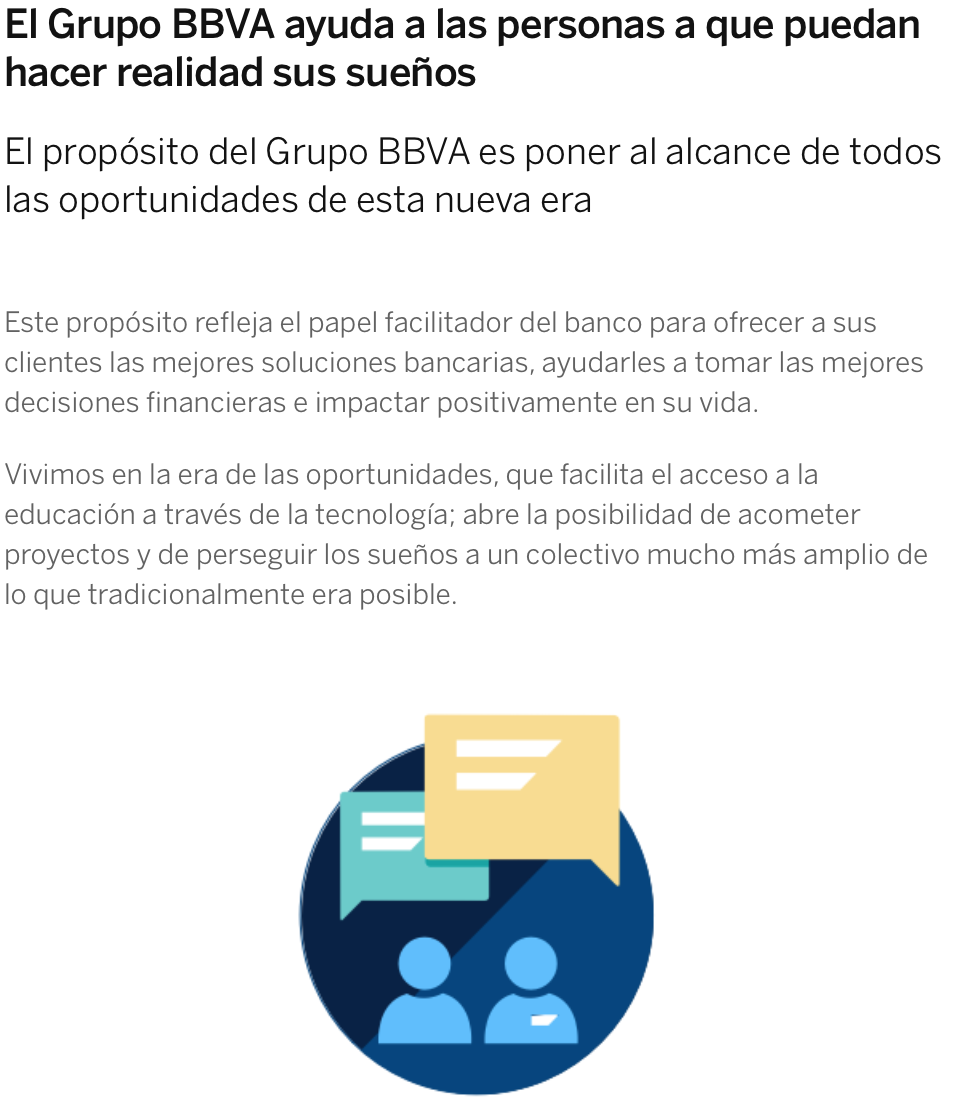 El Grupo BBVA ayuda a las personas a que puedan
hacer realidad sus sueños
El propósito del Grupo BBVA es poner al alcance de todos
las oportunidades de esta nueva era
Este propósito refleja el papel facilitador del banco para ofrecer a sus
clientes las mejores soluciones bancarias, ayudarles a tomar las mejores
decisiones financieras e impactar positivamente en su vida.
Vivimos en la era de las oportunidades, que facilita el acceso a la
educación a través de la tecnología; abre la posibilidad de acometer
proyectos y de perseguir los sueños a un colectivo mucho más amplio de
lo que tradicionalmente era posible.